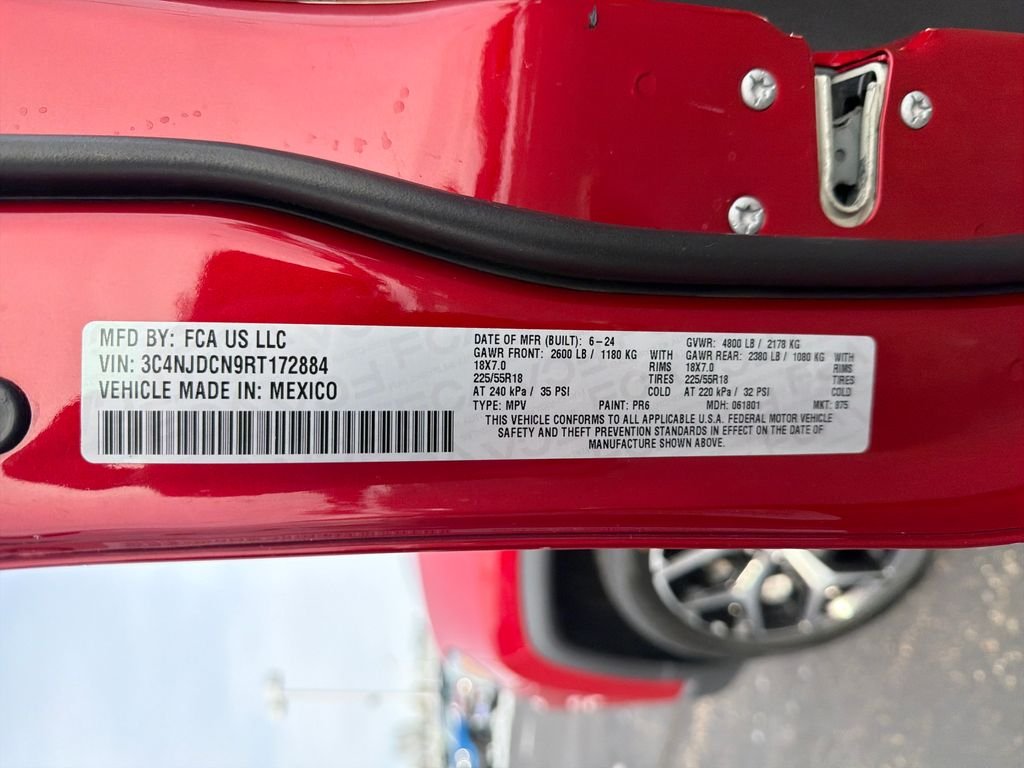 MFD BY: FCA US LLC
VIN: 3C4NJDCN9RT172884
VEHICLE MADE IN: MEXICO
DATE OF MFR (BUILT): 6-24 GVWR: 4800 LB / 2178 KG
GAWR FRONT: 2600 LB / 1180 KG WITH GAWR REAR: 2380 LB / 1080 KG WITH
18X7.0 RIMS 18X7.0 RIMS
225/55R18 TIRES 225/55R18 TIRES
AT 240 kPa / 35 PSI COLD AT 220 kPa / 32 PSI COLD
TYPE: MPV PAINT: PR6 MDH: 061801 MKT: 975
THIS VEHICLE CONFORMS TO ALL APPLICABLE U.S.A. FEDERAL MOTOR VEHICLE
SAFETY AND THEFT PREVENTION STANDARDS IN EFFECT ON THE DATE OF
MANUFACTURE SHOWN ABOVE.